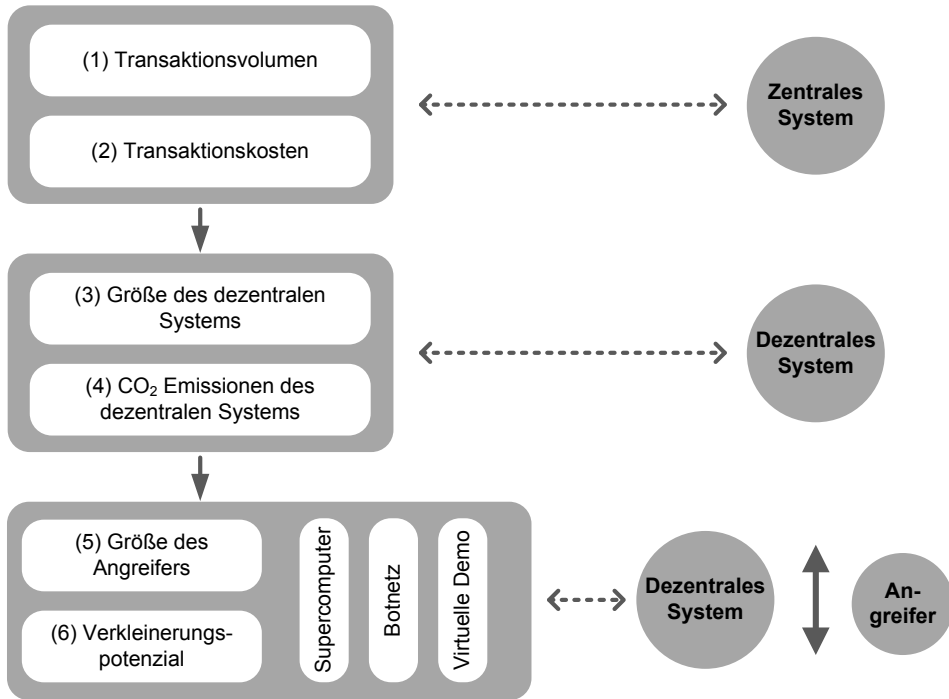 (1) Transaktionsvolumen
(2) Transaktionskosten
Zentrales
System
(3) Größe des dezentralen
Systems
(4) CO₂ Emissionen des
dezentralen Systems
Dezentrales
System
(5) Größe des
Angreifers
(6) Verkleinerungs-
potenzial
Supercomputer
Botnetz
Virtuelle Demo
Dezentrales
System
An-
greifer